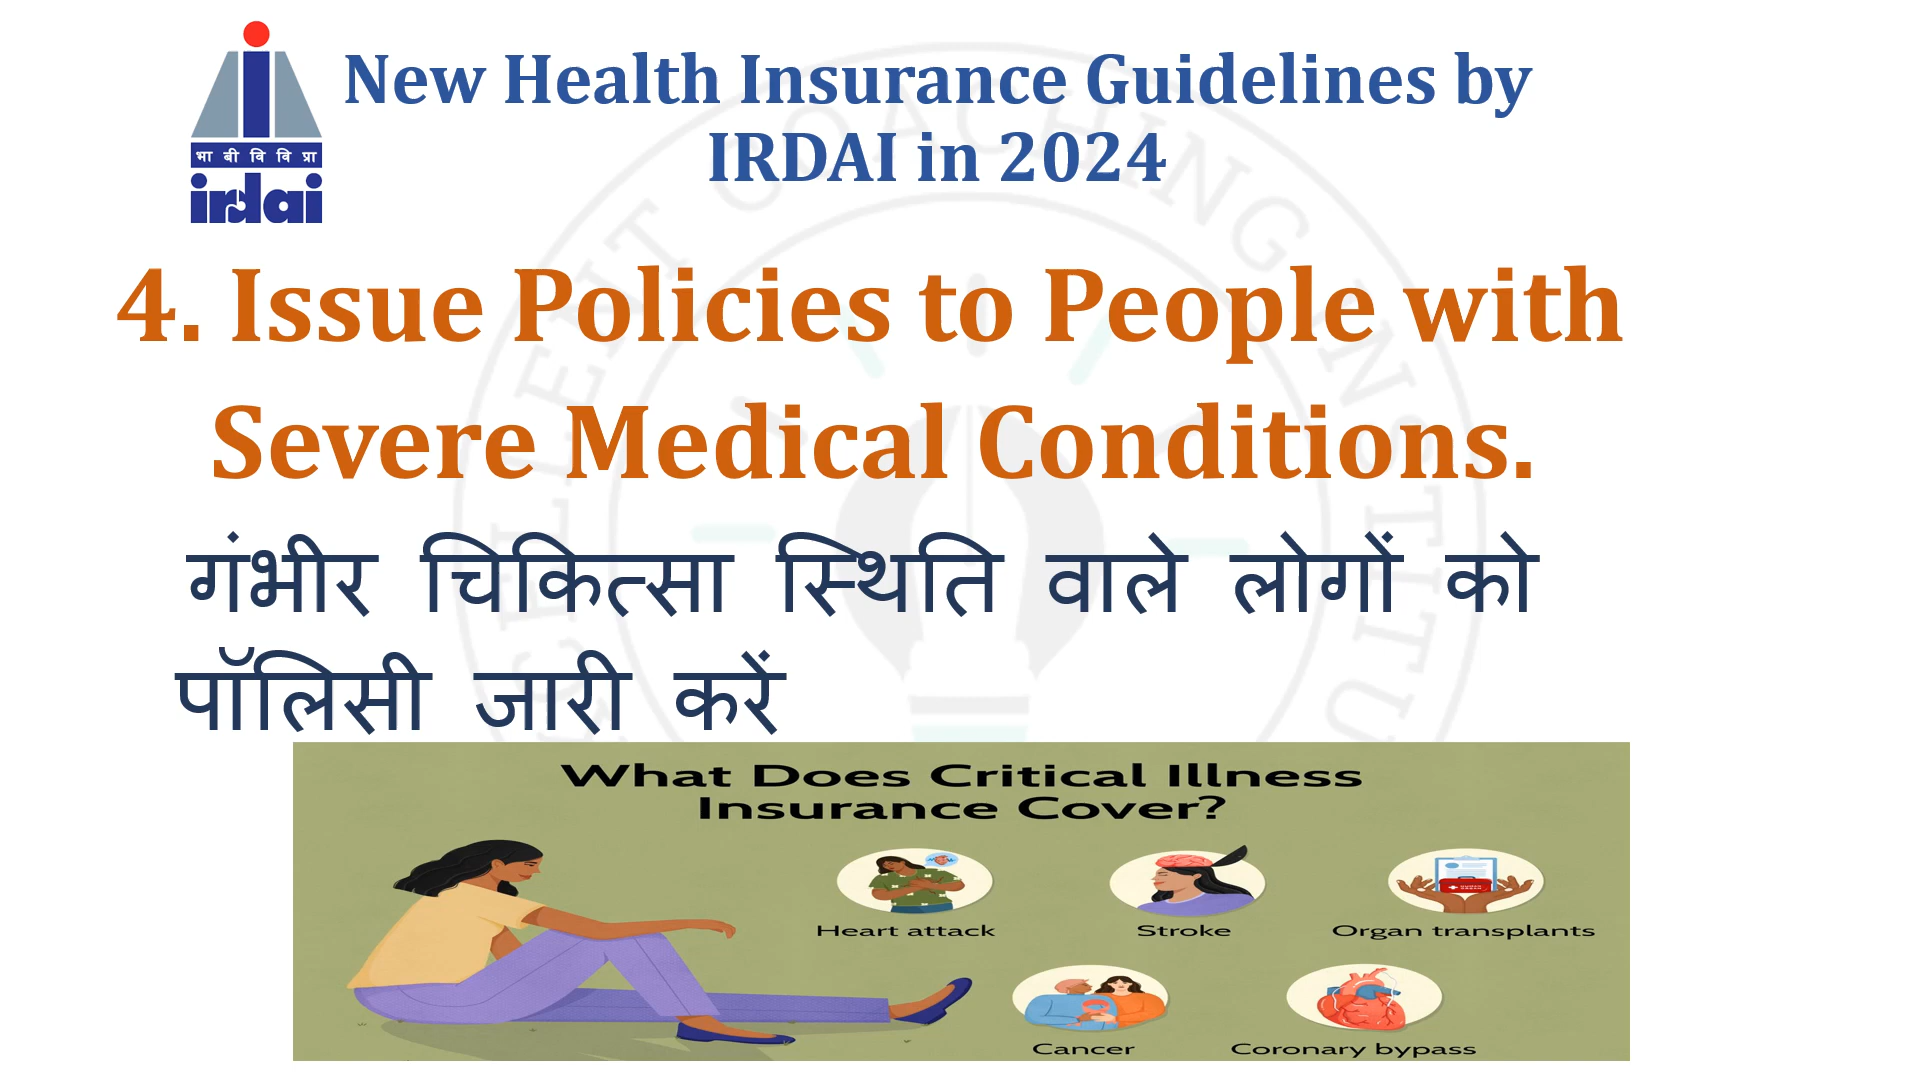 भा बी वि वि प्रा
irdai
New Health Insurance Guidelines by
IRDAI in 2024
4. Issue Policies to People with
Severe Medical Conditions.
गंभीर चिकित्सा स्थिति वाले लोगों को
पॉलिसी जारी करें
What Does Critical Illness
Insurance Cover?
Heart attack
Stroke
Organ transplants
Cancer
Coronary bypass